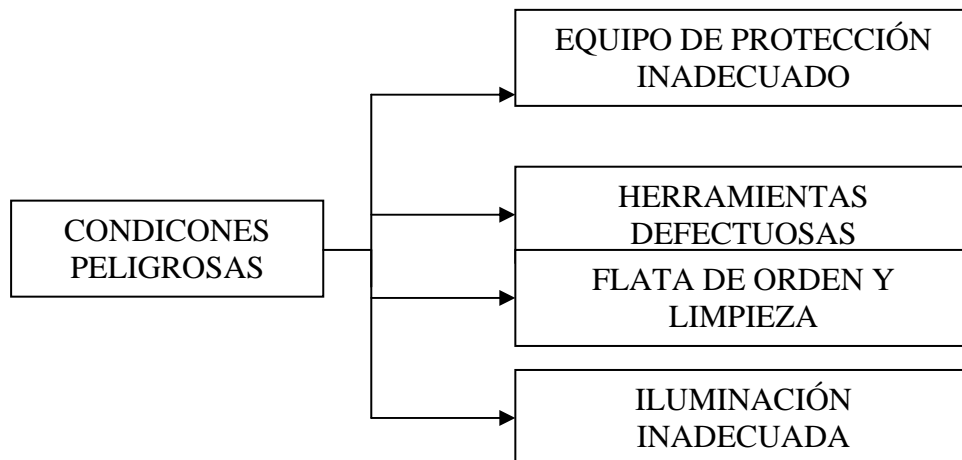 EQUIPO DE PROTECCIÓN
INADECUADO
HERRAMIENTAS
DEFECTUOSAS
CONDICONES
PELIGROSAS
FLATA DE ORDEN Y
LIMPIEZA
ILUMINACIÓN
INADECUADA